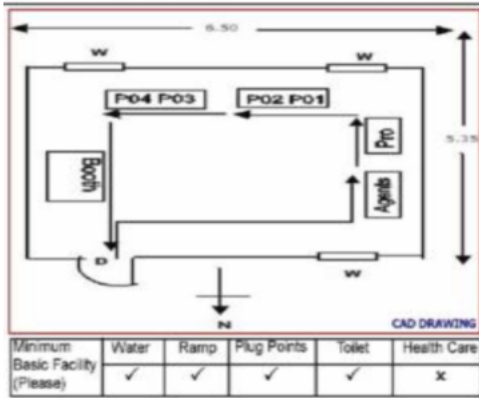 6.50
W
W
P04 P03
P02 P01
Pro
5.35
Booth
Agents
D
W
N
CAD DRAWING
Minimum Basic Facility (Please)
Water
Ramp
Plug Points
Toilet
Health Care
✓
✓
✓
✓
x